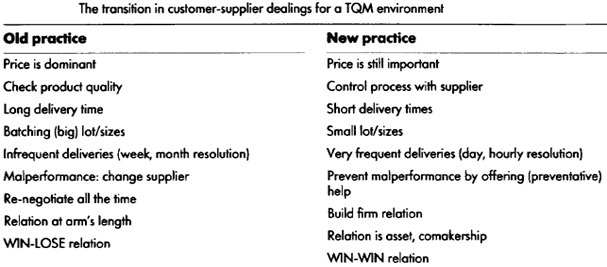 The transition in customer-supplier dealings for a TQM environment
Old practice New practice
Price is dominant Price is still important
Check product quality Control process with supplier
Long delivery time Short delivery times
Batching (big) lot/sizes Small lot/sizes
Infrequent deliveries (week, month resolution) Very frequent deliveries (day, hourly resolution)
Malperformance: change supplier Prevent malperformance by offering (preventative)
help
Re-negotiate all the time
Build firm relation
Relation at arm's length
Relation is asset, comakership
WIN-LOSE relation
WIN-WIN relation